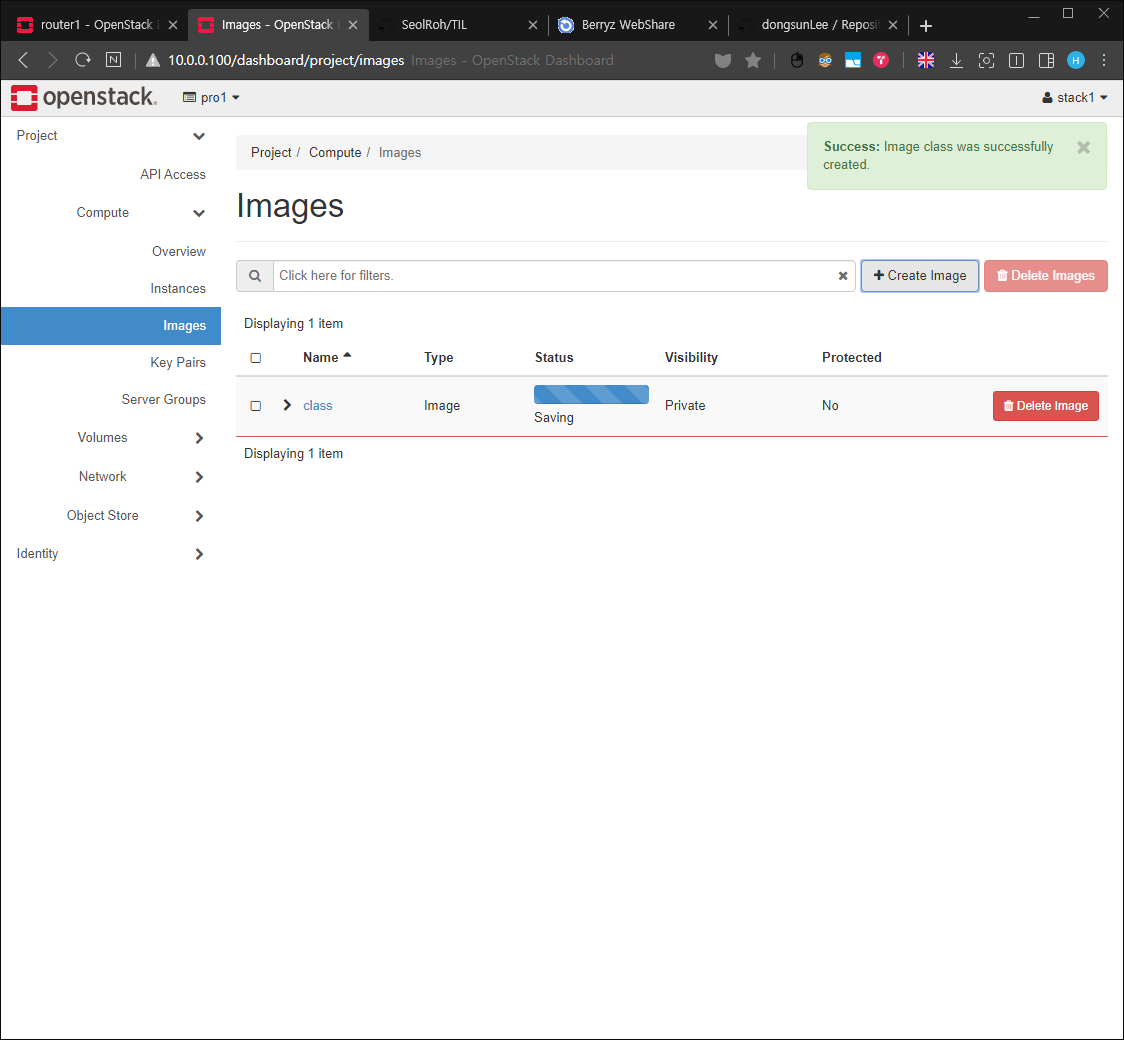 router1 - OpenStack
Images - OpenStack
SeolRoh/TIL
Berryz WebShare
dongsunLee / Reposi
N
10.0.0.100/dashboard/project/images Images - OpenStack Dashboard
H
openstack.
pro1
stack1
Project
API Access
Compute
Overview
Instances
Images
Key Pairs
Server Groups
Volumes
Network
Object Store
Identity
Project / Compute / Images
Success: Image class was successfully
created.
Images
Click here for filters.
Create Image
Delete Images
Displaying 1 item
Name Type Status Visibility Protected
class Image Saving Private No Delete Image
Displaying 1 item